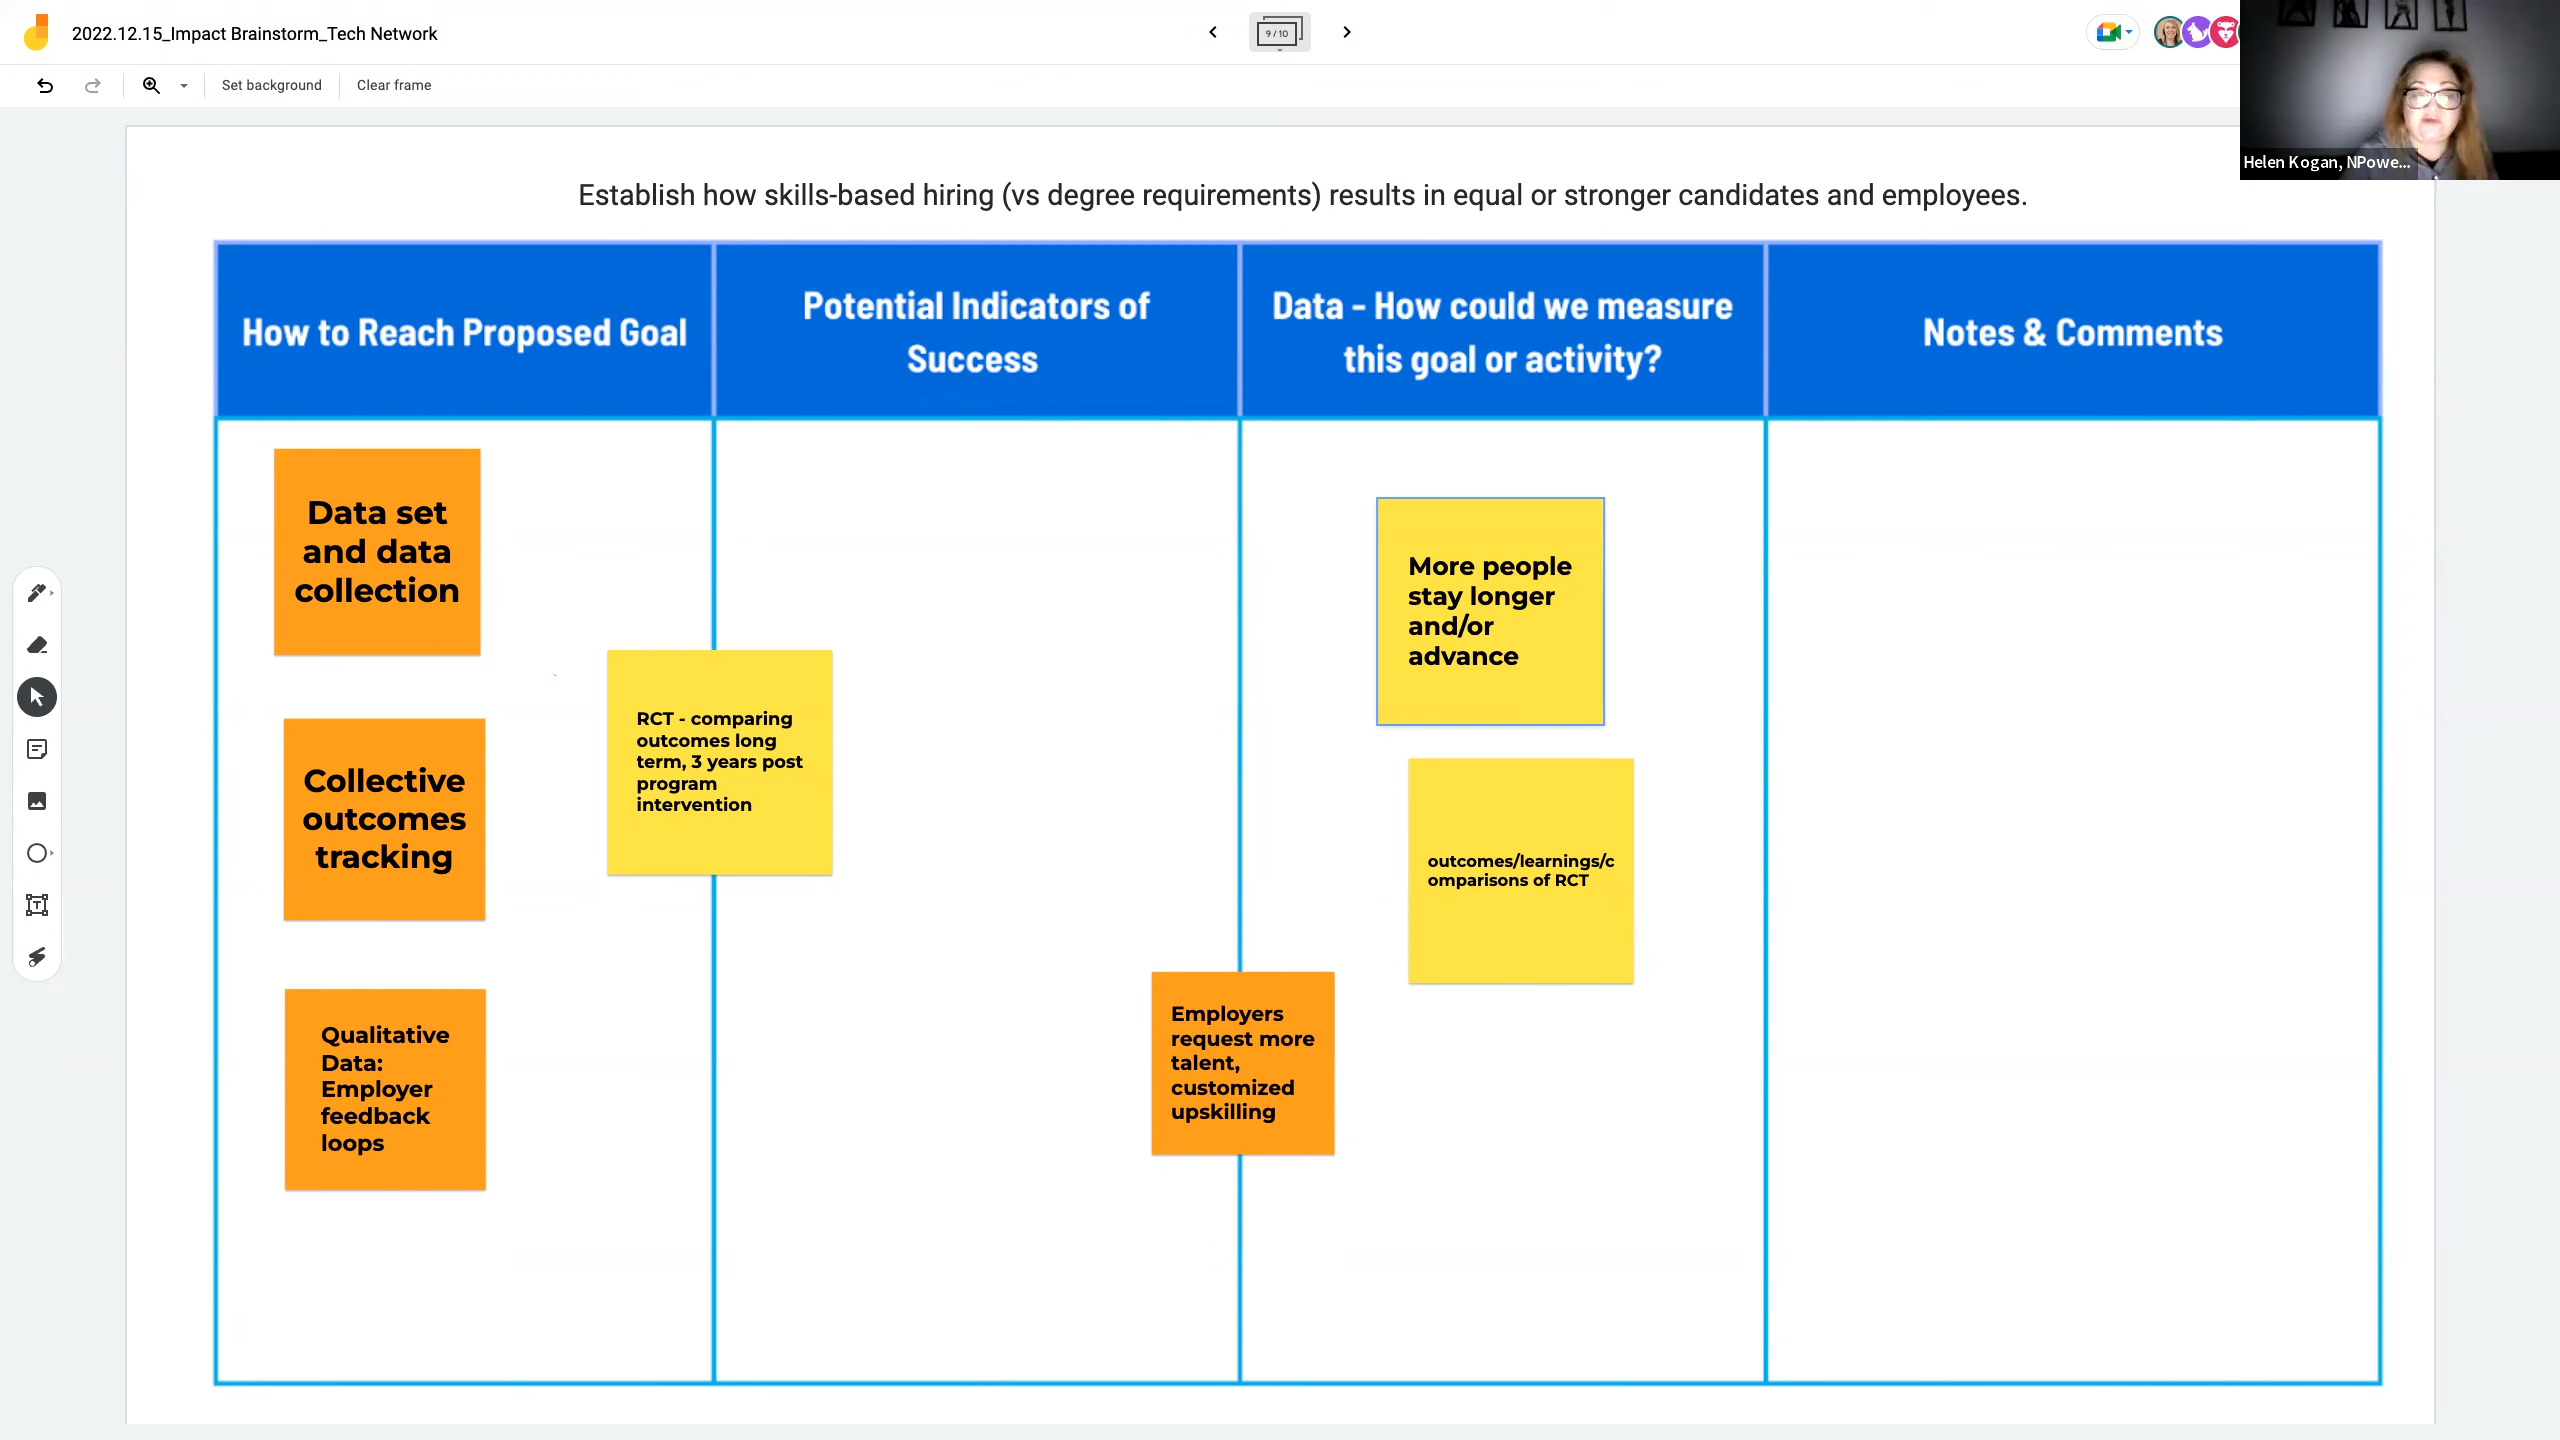 2022.12.15_Impact Brainstorm_Tech Network
9 / 10
Set background
Clear frame
Helen Kogan, NPowe...
Establish how skills-based hiring (vs degree requirements) results in equal or stronger candidates and employees.
How to Reach Proposed Goal
Potential Indicators of
Success
Data - How could we measure
this goal or activity?
Notes & Comments
Data set
and data
collection
Collective
outcomes
tracking
Qualitative
Data:
Employer
feedback
loops
RCT - comparing
outcomes long
term, 3 years post
program
intervention
Employers
request more
talent,
customized
upskilling
More people
stay longer
and/or
advance
outcomes/learnings/c
omparisons of RCT